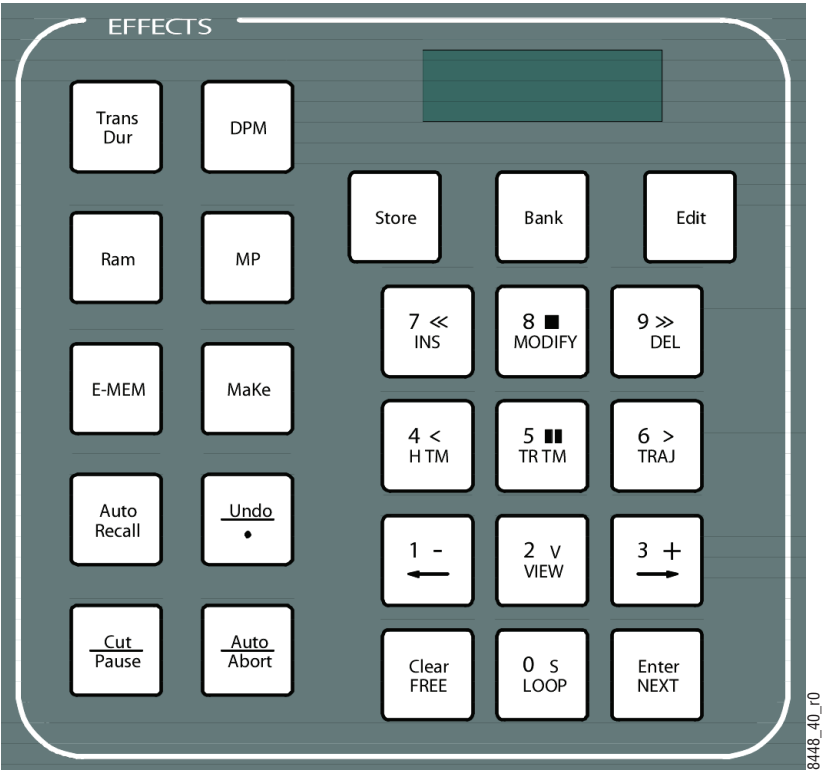 EFFECTS
Trans
Dur
DPM
Store
Bank
Edit
Ram
MP
7 ≪
INS
8 ■
MODIFY
9 ≫
DEL
E-MEM
MaKe
4 <
H TM
5 ▮▮
TR TM
6 >
TRAJ
Auto
Recall
Undo
•
1 -
←
2 v
VIEW
3 +
→
Cut
Pause
Auto
Abort
Clear
FREE
0 S
LOOP
Enter
NEXT
8448_40_r0